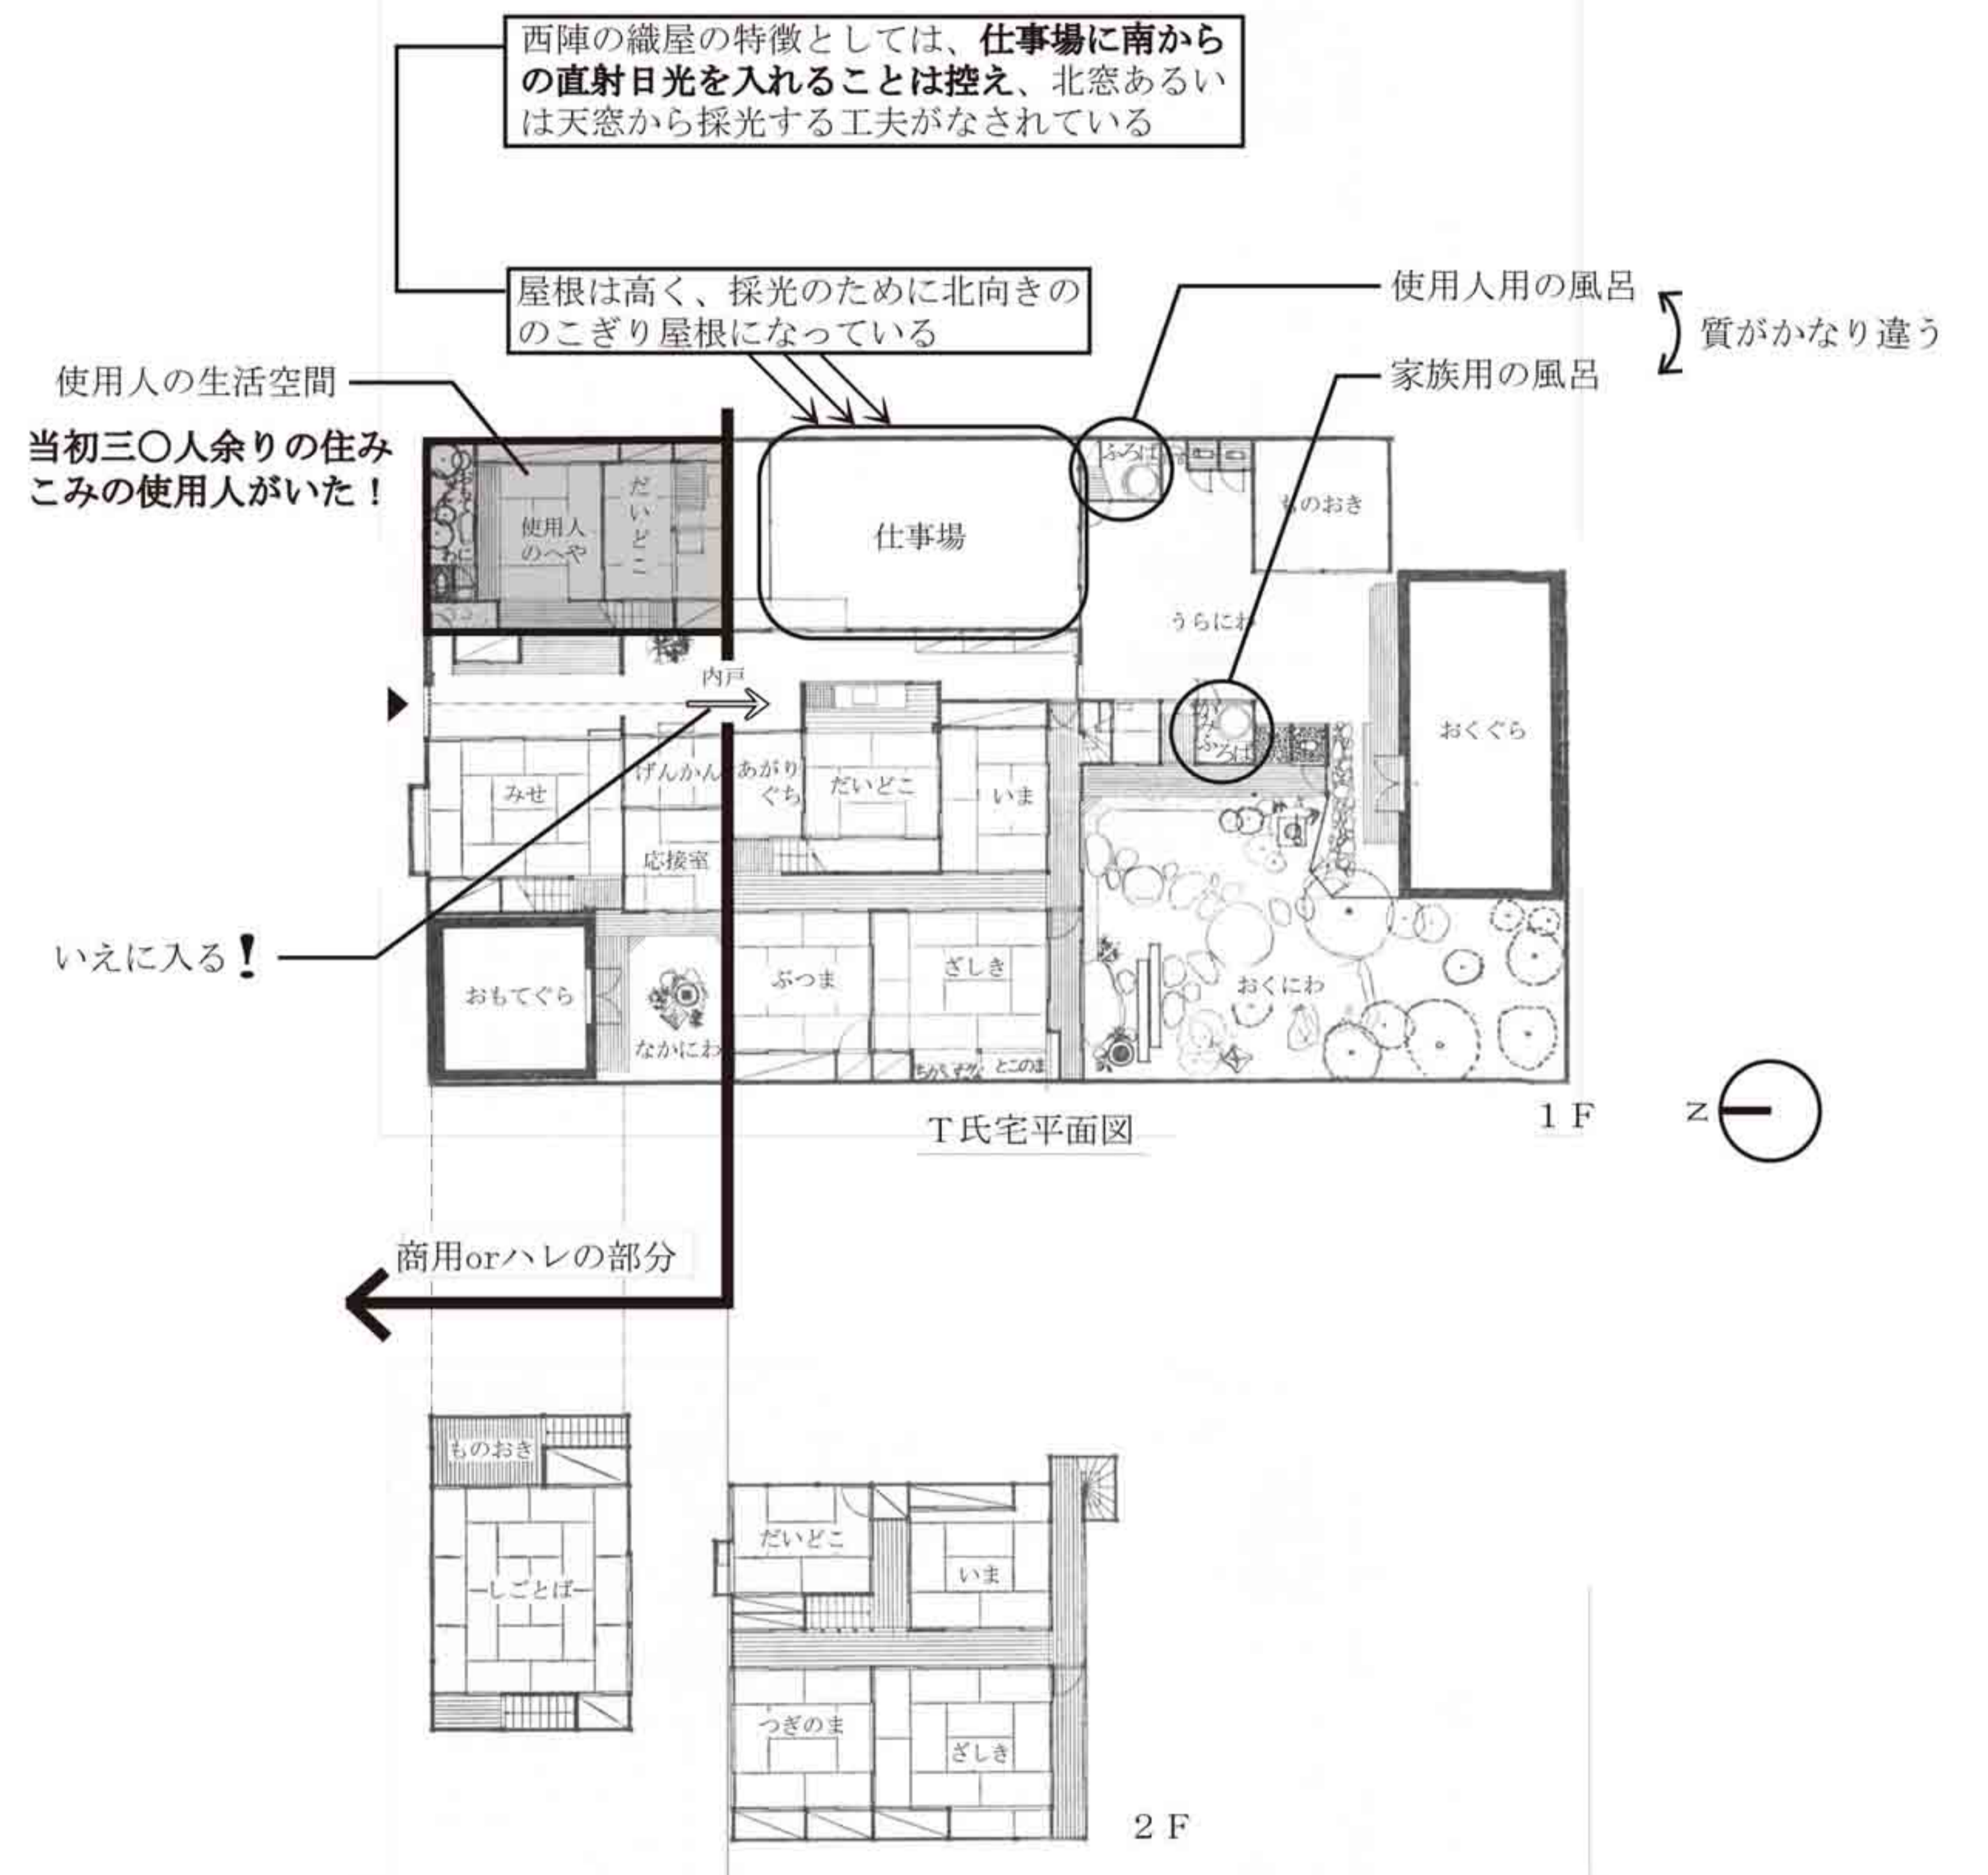 西陣の織屋の特徴としては、仕事場に南から
の直射日光を入れることは控え、北窓あるい
は天窓から採光する工夫がなされている
屋根は高く、採光のために北向きの
のこぎり屋根になっている
使用人用の風呂
質がかなり違う
家族用の風呂
使用人の生活空間
当初三〇人余りの住み
こみの使用人がいた！
ふろば
だいどこ
使用人
のへや
仕事場
ものおき
うらにわ
内戸
ふろば
おくぐら
みせ
げんかん
あがり
ぐち
だいどこ
いま
応接室
いえに入る！
おもてぐら
なかにわ
ぶつま
ざしき
とこのま
おくにわ
T氏宅平面図
1F
N
商用orハレの部分
ものおき
しごとば
だいどこ
いま
つぎのま
ざしき
2F